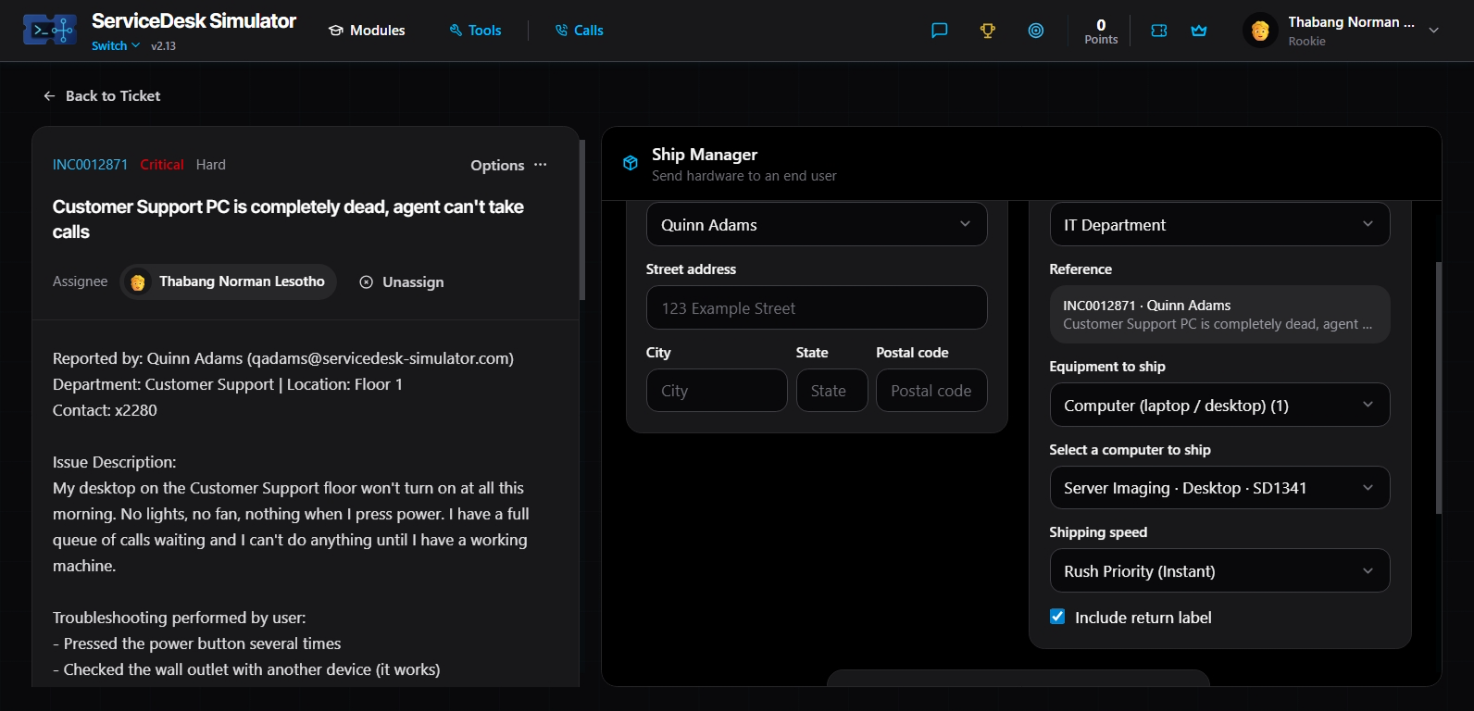 ServiceDesk Simulator
Switch v2.13
Modules
Tools
Calls
0
Points
Thabang Norman ...
Rookie
Back to Ticket
INC0012871 Critical Hard
Options ...
Customer Support PC is completely dead, agent can't take
calls
Assignee Thabang Norman Lesotho Unassign
Reported by: Quinn Adams (qadams@servicedesk-simulator.com)
Department: Customer Support | Location: Floor 1
Contact: x2280
Issue Description:
My desktop on the Customer Support floor won't turn on at all this
morning. No lights, no fan, nothing when I press power. I have a full
queue of calls waiting and I can't do anything until I have a working
machine.
Troubleshooting performed by user:
- Pressed the power button several times
- Checked the wall outlet with another device (it works)
Ship Manager
Send hardware to an end user
Quinn Adams
Street address
123 Example Street
City State Postal code
City State Postal code
IT Department
Reference
INC0012871 · Quinn Adams
Customer Support PC is completely dead, agent ...
Equipment to ship
Computer (laptop / desktop) (1)
Select a computer to ship
Server Imaging · Desktop · SD1341
Shipping speed
Rush Priority (Instant)
Include return label